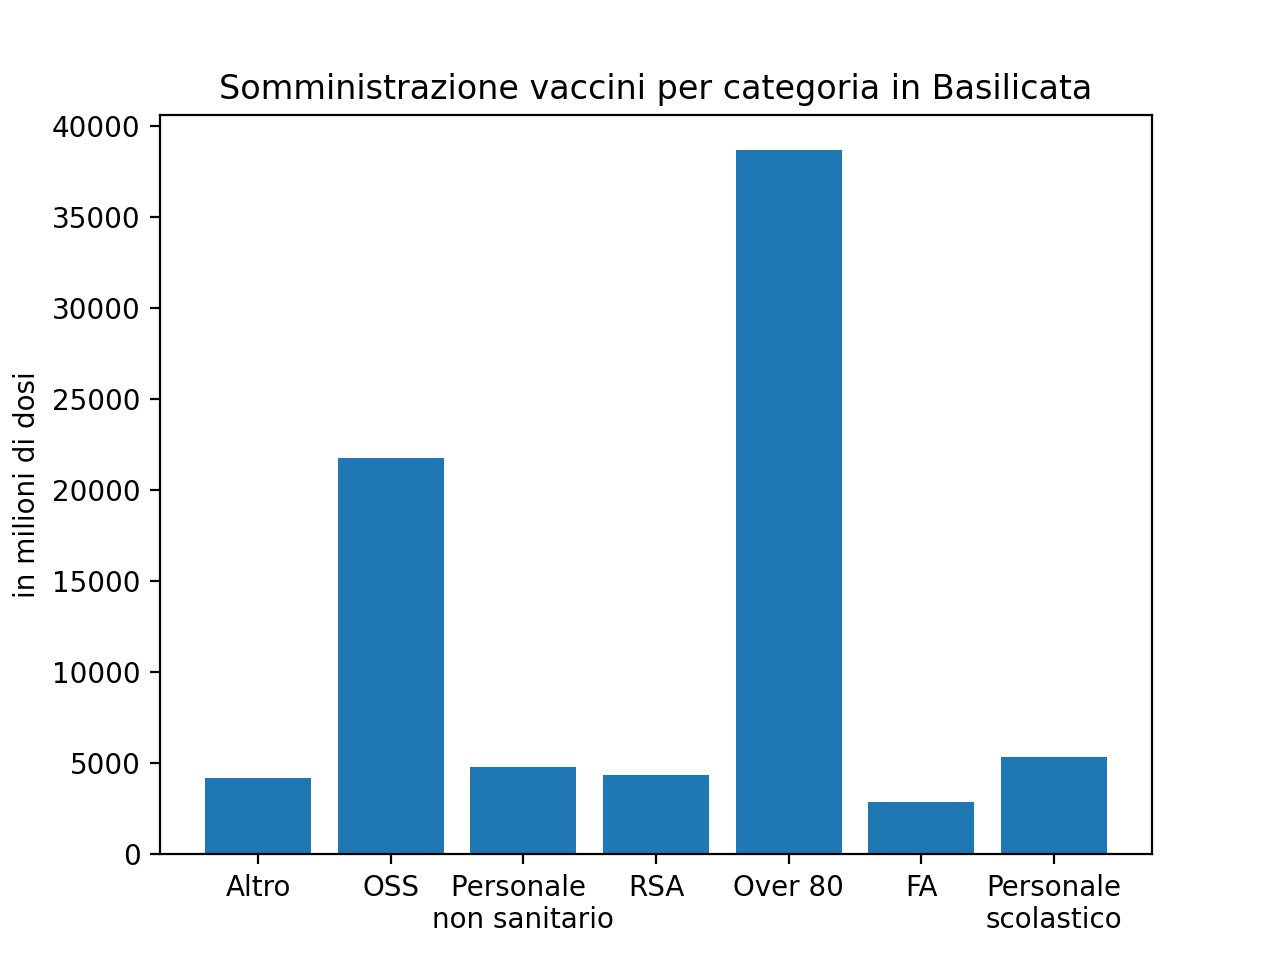 Somministrazione vaccini per categoria in Basilicata
40000
35000
30000
25000
20000
15000
10000
5000
0
in milioni di dosi
Altro
OSS
Personale
non sanitario
RSA
Over 80
FA
Personale
scolastico